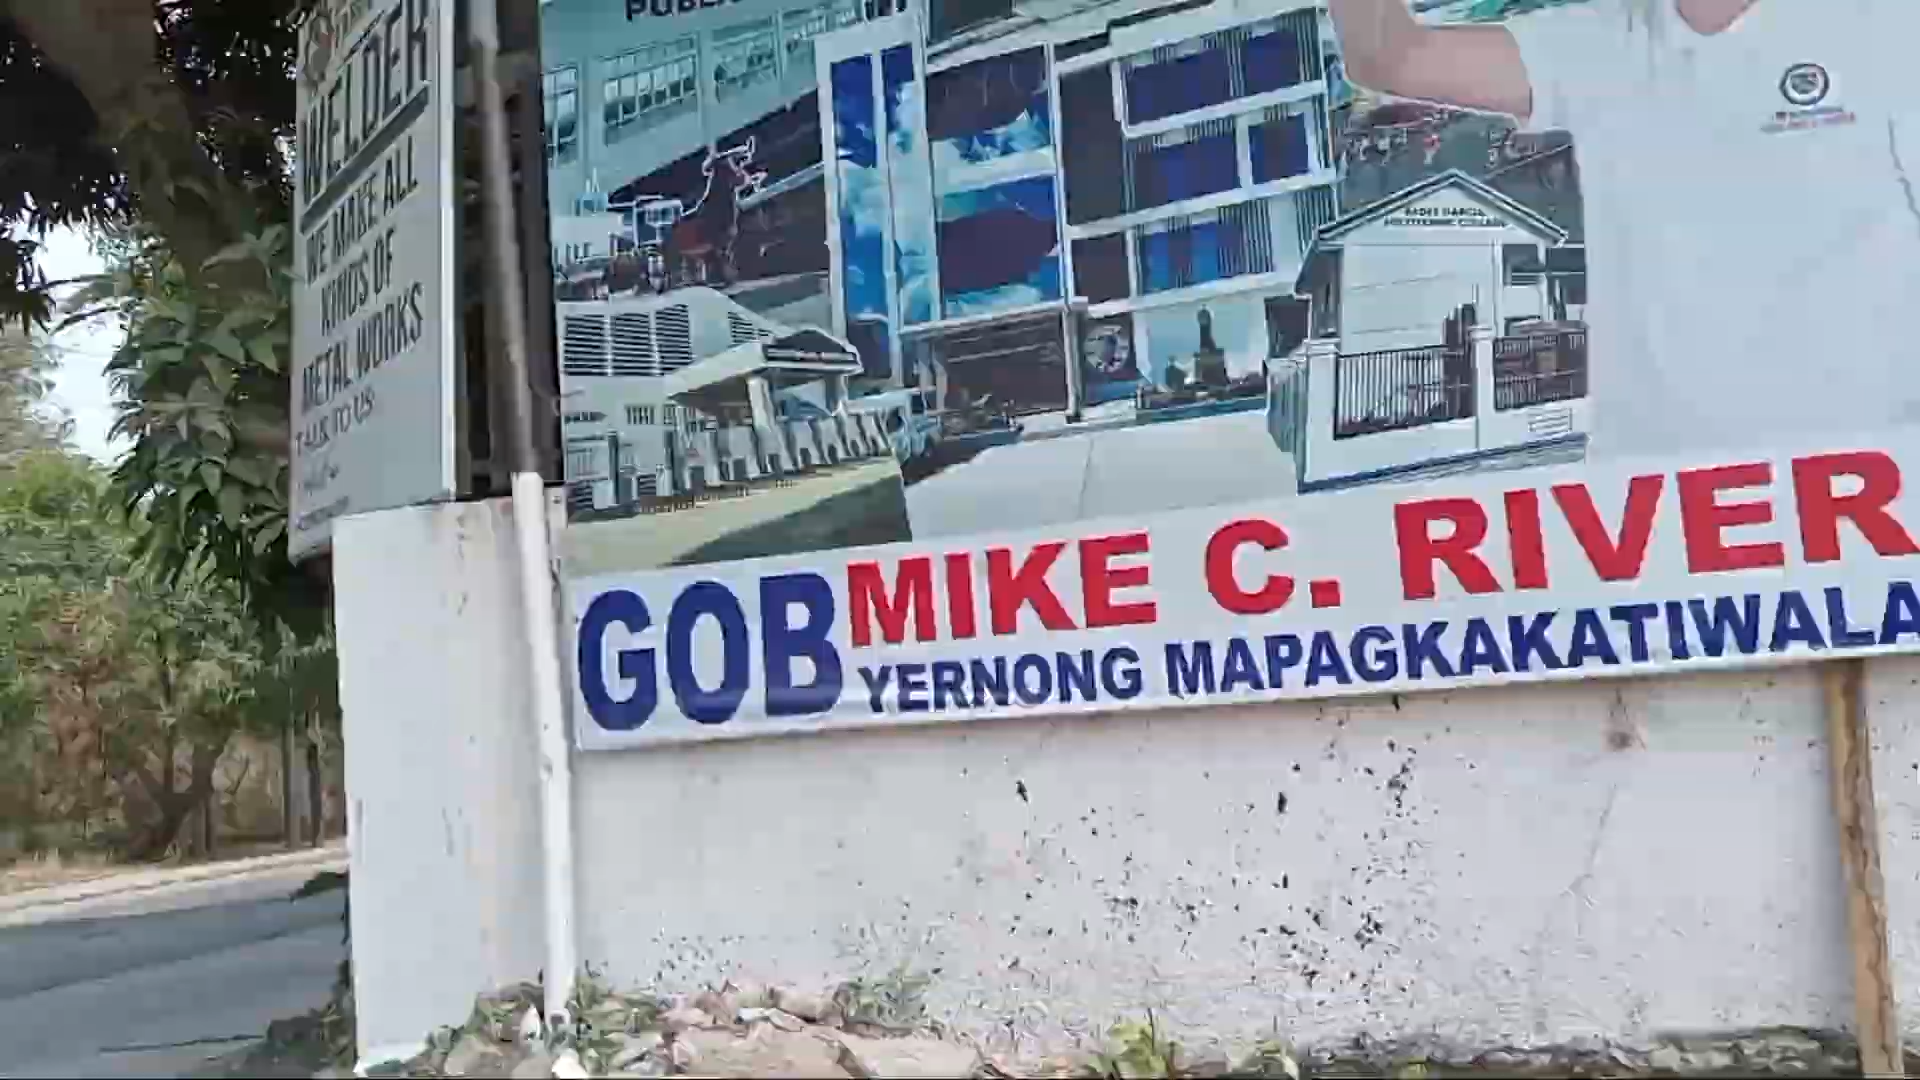 WELDER
WE MAKE ALL
KINDS OF
METAL WORKS
TALK TO US
GOB MIKE C. RIVER
YERNONG MAPAGKAKATIWALA